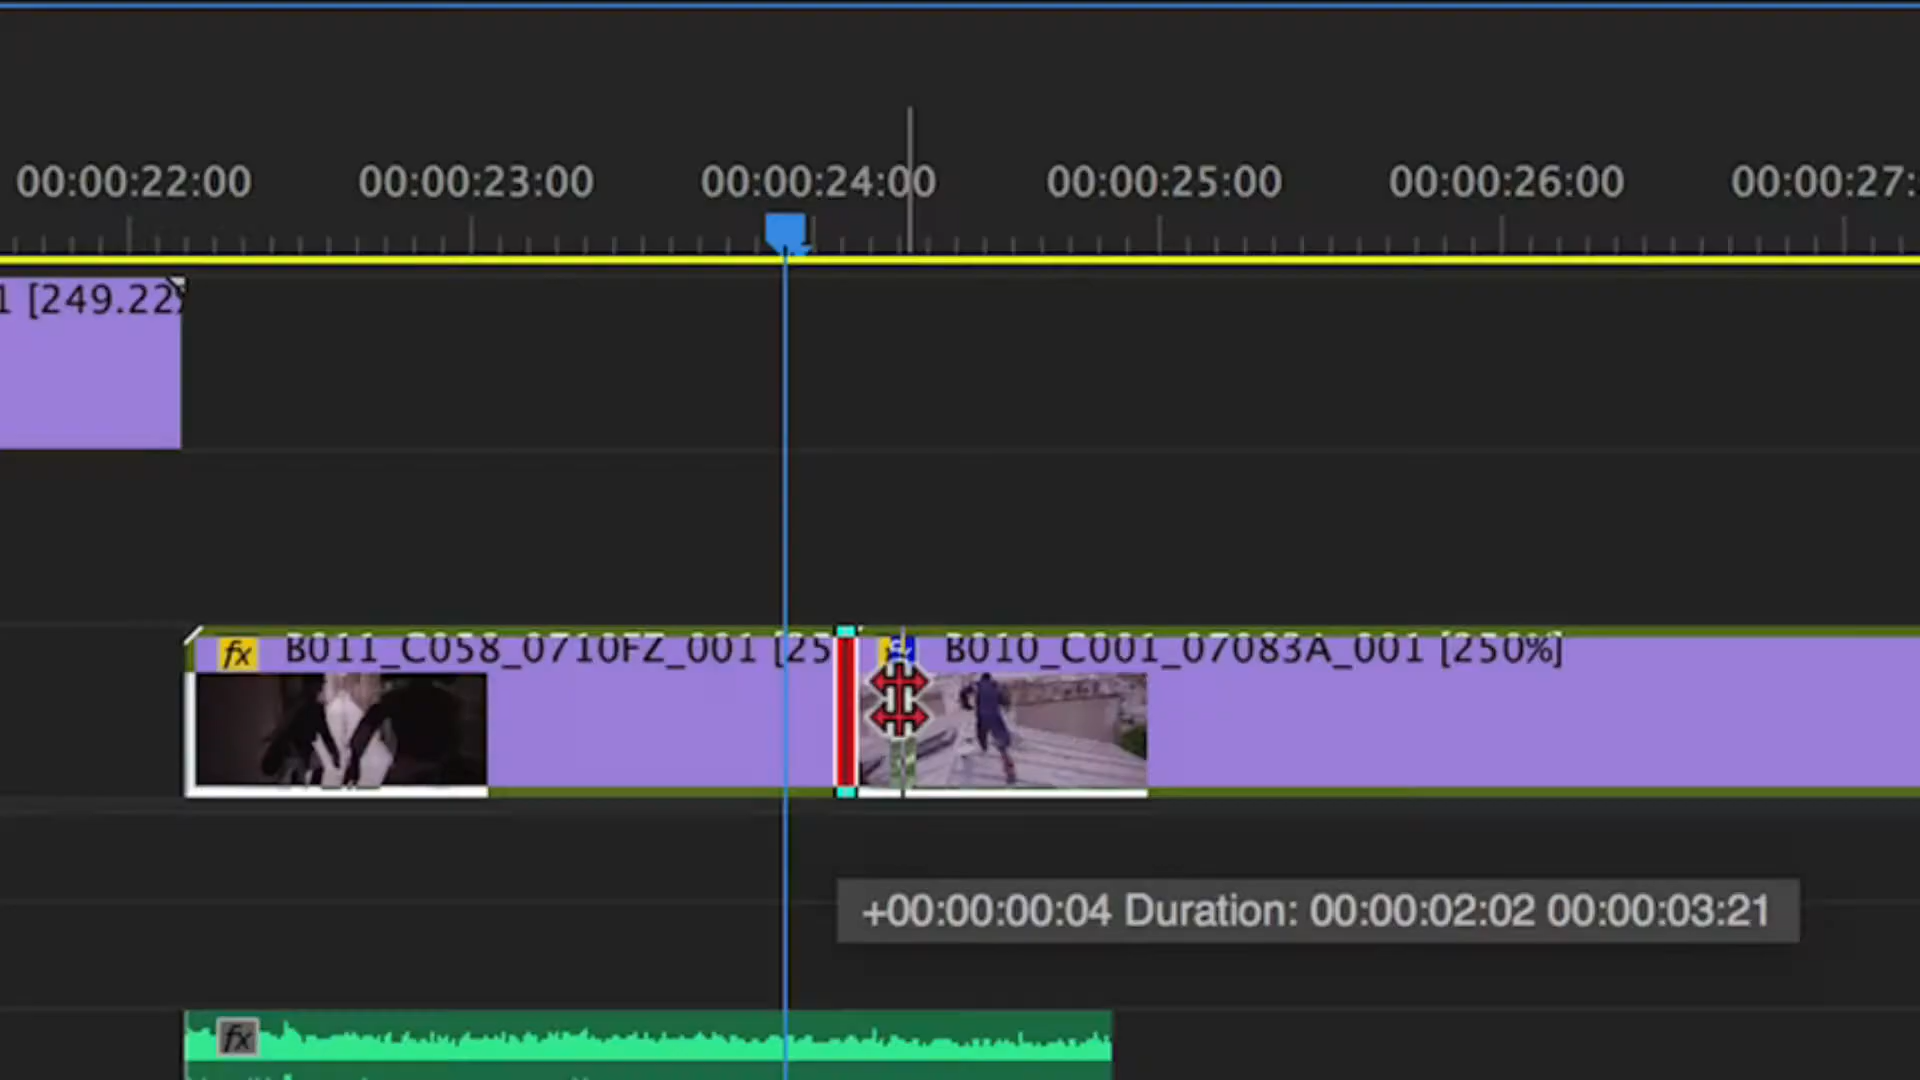 00:00:22:00 00:00:23:00 00:00:24:00 00:00:25:00 00:00:26:00 00:00:27:
1 [249.22
fx B011_C058_0710FZ_001 [25 B010_C001_07083A_001 [250%]
+00:00:00:04 Duration: 00:00:02:02 00:00:03:21
fx